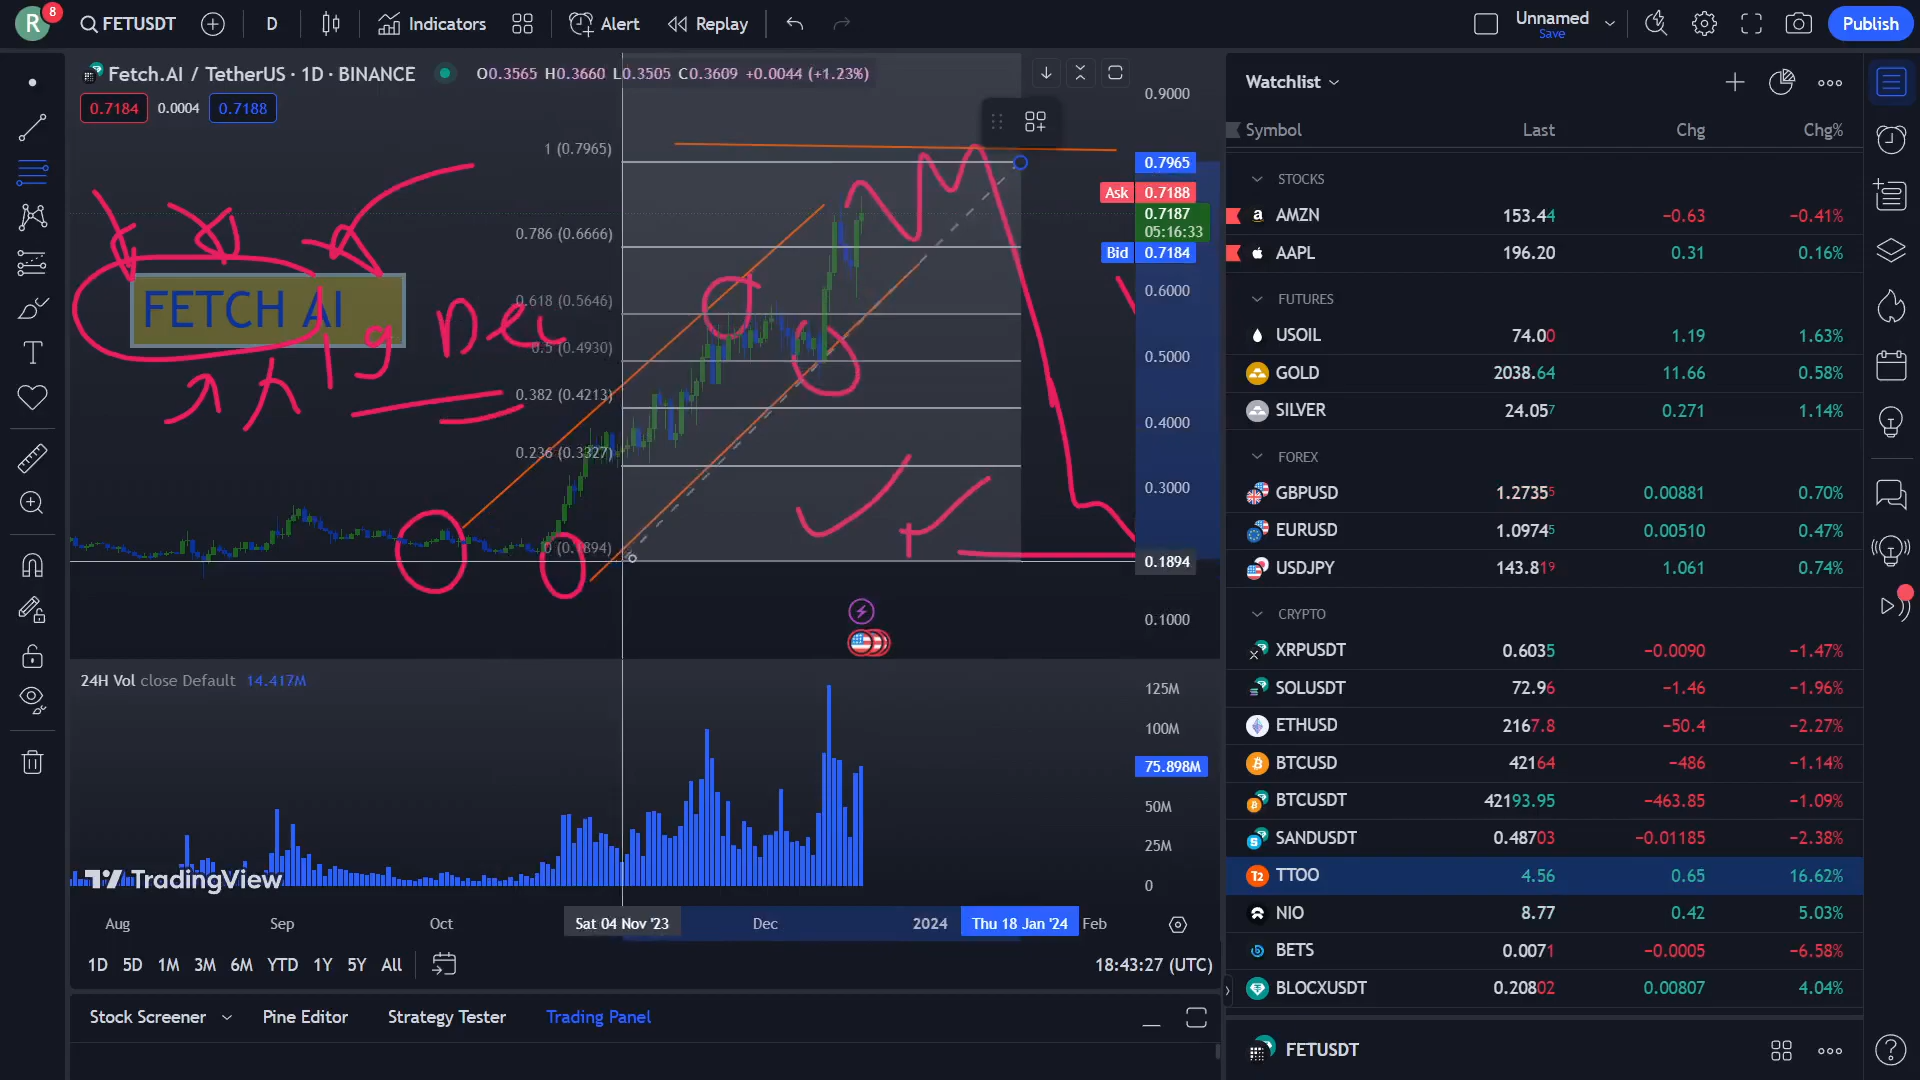 R
8
FETUSDT
D
Indicators
Alert
Replay
Unnamed
Save
Publish
Fetch.AI / TetherUS · 1D · BINANCE
O0.3565 H0.3660 L0.3505 C0.3609 +0.0044 (+1.23%)
0.7184 0.0004 0.7188
1 (0.7965)
0.786 (0.6666)
0.618 (0.5646)
0.5 (0.4930)
0.382 (0.4213)
0.236 (0.3327)
0 (0.1894)
FETCH AI
19 Dec
0.9000
0.7965
Ask 0.7188
0.7187
05:16:33
Bid 0.7184
0.6000
0.5000
0.4000
0.3000
0.1894
0.1000
24H Vol close Default 14.417M
125M
100M
75.898M
50M
25M
0
TradingView
Aug Sep Oct Sat 04 Nov '23 Dec 2024 Thu 18 Jan '24 Feb
1D 5D 1M 3M 6M YTD 1Y 5Y All
18:43:27 (UTC)
Stock Screener Pine Editor Strategy Tester Trading Panel
Watchlist
Symbol Last Chg Chg%
STOCKS
AMZN 153.44 −0.63 −0.41%
AAPL 196.20 0.31 0.16%
FUTURES
USOIL 74.00 1.19 1.63%
GOLD 2038.64 11.66 0.58%
SILVER 24.057 0.271 1.14%
FOREX
GBPUSD 1.27355 0.00881 0.70%
EURUSD 1.09745 0.00510 0.47%
USDJPY 143.819 1.061 0.74%
CRYPTO
XRPUSDT 0.6035 −0.0090 −1.47%
SOLUSDT 72.96 −1.46 −1.96%
ETHUSD 2167.8 −50.4 −2.27%
BTCUSD 42164 −486 −1.14%
BTCUSDT 42193.95 −463.85 −1.09%
SANDUSDT 0.48703 −0.01185 −2.38%
T2 TTOO 4.56 0.65 16.62%
NIO 8.77 0.42 5.03%
BETS 0.0071 −0.0005 −6.58%
BLOCXUSDT 0.20802 0.00807 4.04%
FETUSDT